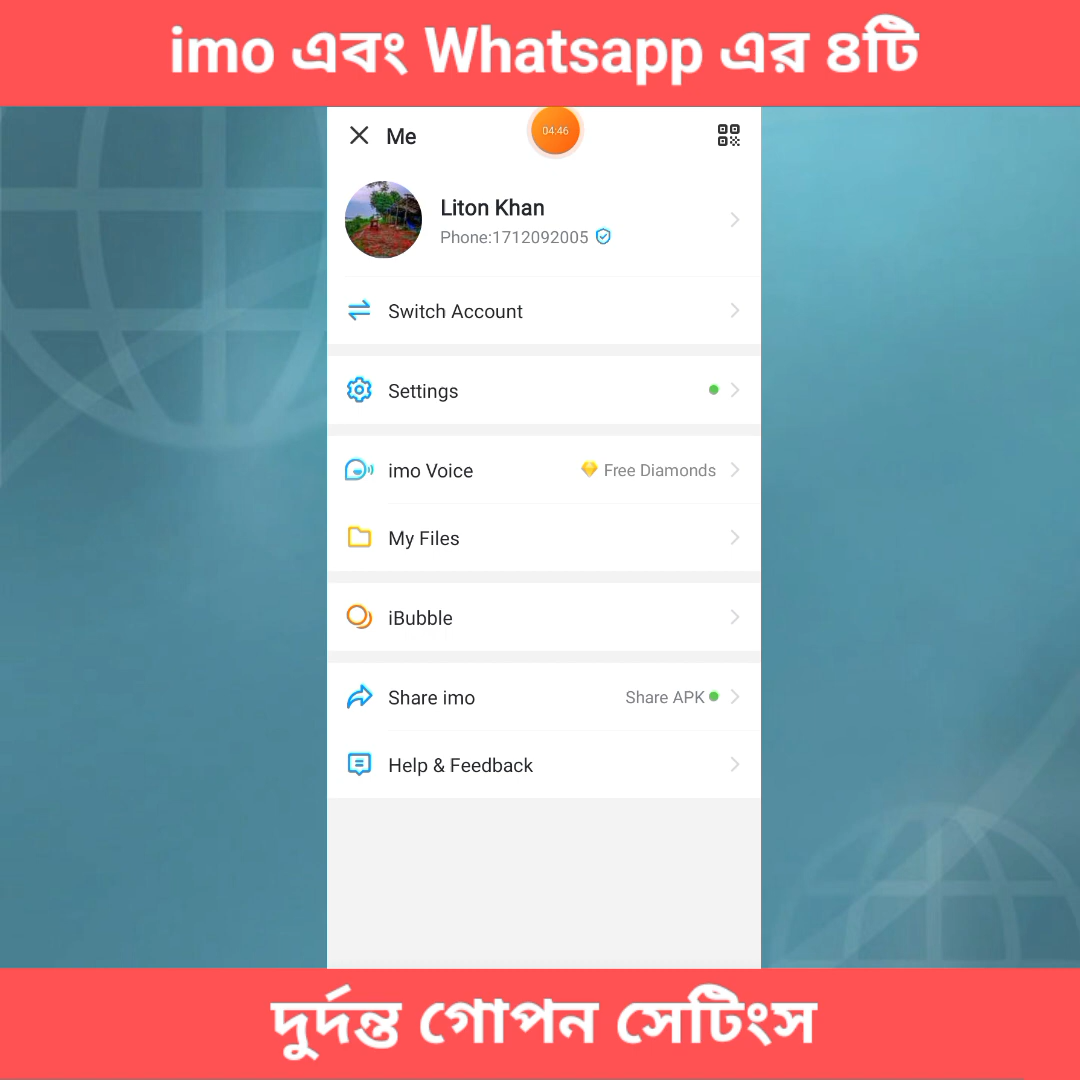 imo এবং Whatsapp এর ৪টি
Me
04:46
Liton Khan
Phone:1712092005
Switch Account
Settings
imo Voice Free Diamonds
My Files
iBubble
Share imo Share APK
Help & Feedback
দুর্দান্ত গোপন সেটিংস